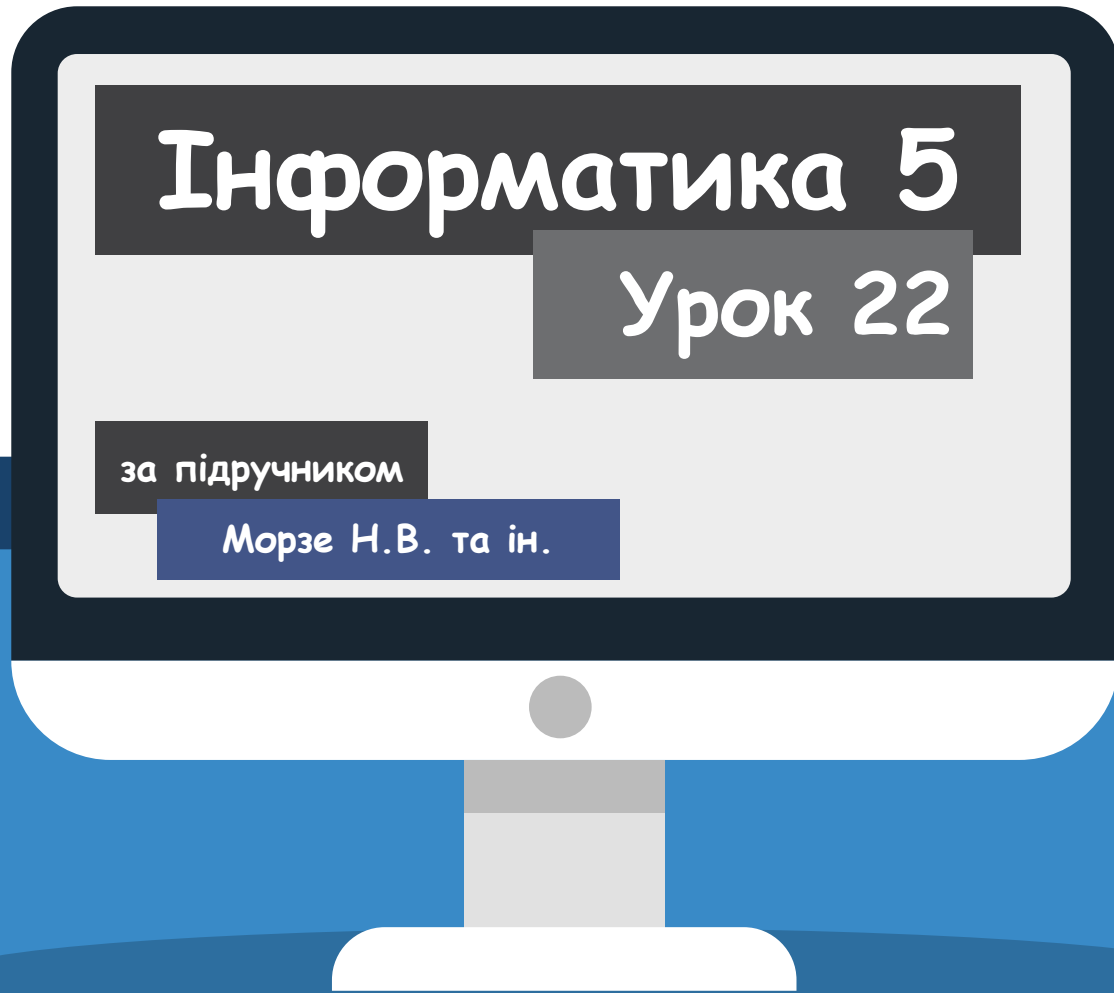 Інформатика 5
Урок 22
за підручником
Морзе Н.В. та ін.